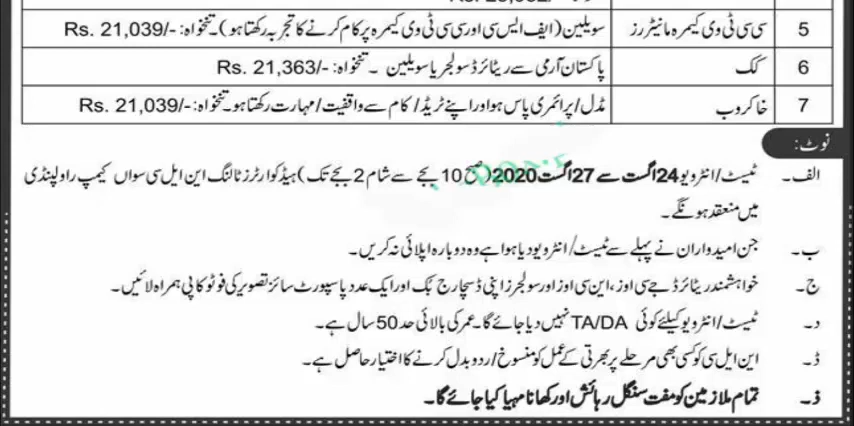 5 سی سی ٹی وی کیمرہ مانیٹرز سویلین (ایف ایس سی اور سی سی ٹی وی کیمرہ پر کام کرنے کا تجربہ رکھتا ہو)۔ تنخواہ: Rs. 21,039/-
6 کک پاکستان آرمی سے ریٹائرڈ سولجر یا سویلین ۔ تنخواہ: Rs. 21,363/-
7 خاکروب مڈل/ پرائمری پاس ہو اور اپنے ٹریڈ/ کام سے واقفیت/ مہارت رکھتا ہو۔ تنخواہ: Rs. 21,039/-
نوٹ:
الف۔ ٹیسٹ/ انٹرویو 24 اگست سے 27 اگست 2020 (صبح 10 بجے سے شام 2 بجے تک) ہیڈکوارٹرز ٹالنگ این ایل سی سواں کیمپ راولپنڈی
میں منعقد ہونگے۔
ب۔ جن امیدواران نے پہلے سے ٹیسٹ/ انٹرویو دیا ہوا ہے وہ دوبارہ اپلائی نہ کریں۔
ج۔ خواہشمند ریٹائرڈ جے سی اوز، این سی اوز اور سولجرز اپنی ڈسچارج بک اور ایک عدد پاسپورٹ سائز تصویر کی فوٹو کاپی ہمراہ لائیں۔
د۔ ٹیسٹ/ انٹرویو کیلئے کوئی TA/DA نہیں دیا جائے گا۔ عمر کی بالائی حد 50 سال ہے۔
ڈ۔ این ایل سی کو کسی بھی مرحلے پر بھرتی کے عمل کو منسوخ/ ردوبدل کرنے کا اختیار حاصل ہے۔
ذ۔ تمام ملازمین کو مفت سنگل رہائش اور کھانا مہیا کیا جائے گا۔